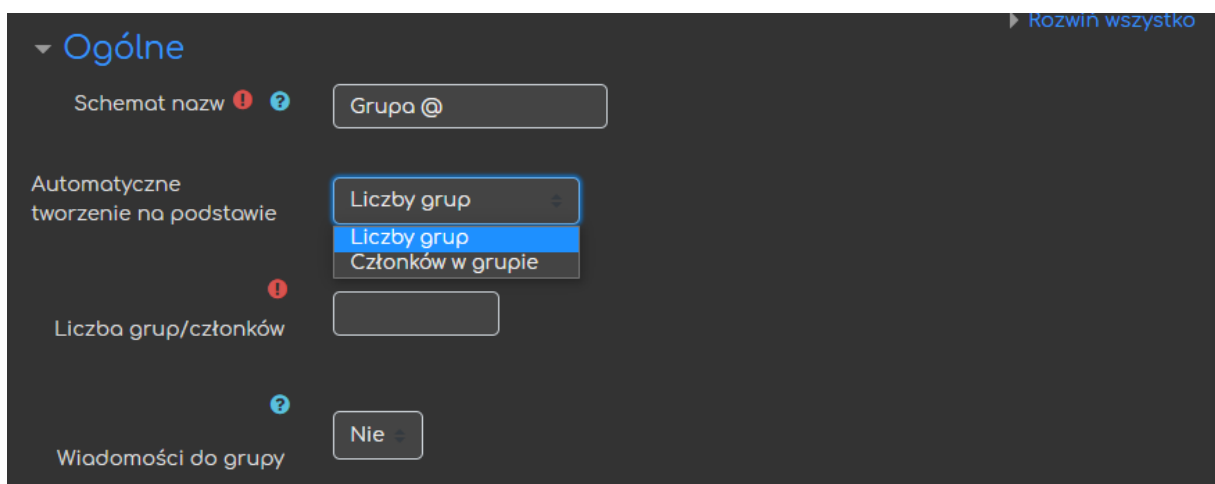 Rozwiń wszystko
Ogólne
Schemat nazw
Grupa @
Automatyczne
tworzenie na podstawie
Liczby grup
Liczby grup
Członków w grupie
Liczba grup/członków
Wiadomości do grupy
Nie